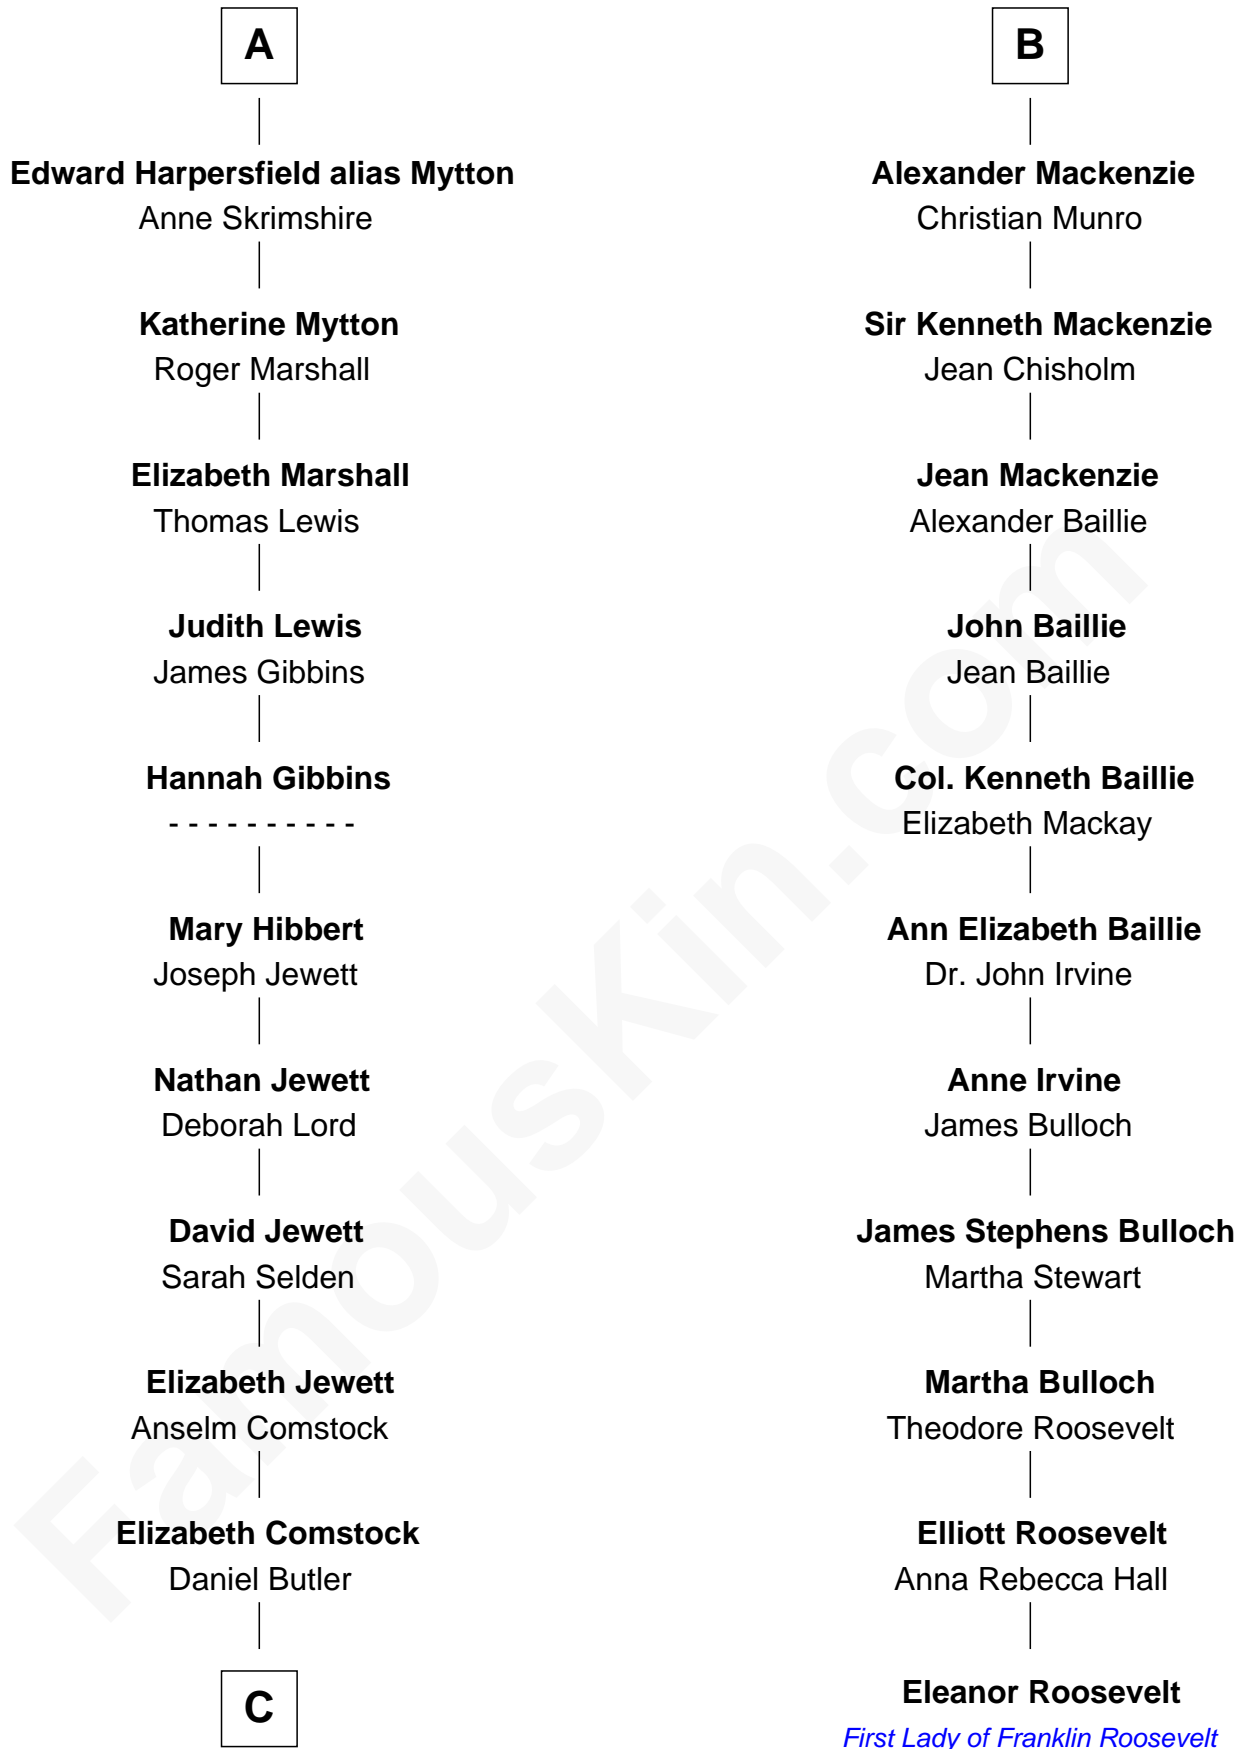 A
Edward Harpersfield alias Mytton
Anne Skrimshire
Katherine Mytton
Roger Marshall
Elizabeth Marshall
Thomas Lewis
Judith Lewis
James Gibbins
Hannah Gibbins
- - - - - - - - - -
Mary Hibbert
Joseph Jewett
Nathan Jewett
Deborah Lord
David Jewett
Sarah Selden
Elizabeth Jewett
Anselm Comstock
Elizabeth Comstock
Daniel Butler
C
B
Alexander Mackenzie
Christian Munro
Sir Kenneth Mackenzie
Jean Chisholm
Jean Mackenzie
Alexander Baillie
John Baillie
Jean Baillie
Col. Kenneth Baillie
Elizabeth Mackay
Ann Elizabeth Baillie
Dr. John Irvine
Anne Irvine
James Bulloch
James Stephens Bulloch
Martha Stewart
Martha Bulloch
Theodore Roosevelt
Elliott Roosevelt
Anna Rebecca Hall
Eleanor Roosevelt
First Lady of Franklin Roosevelt
FamousKin.com